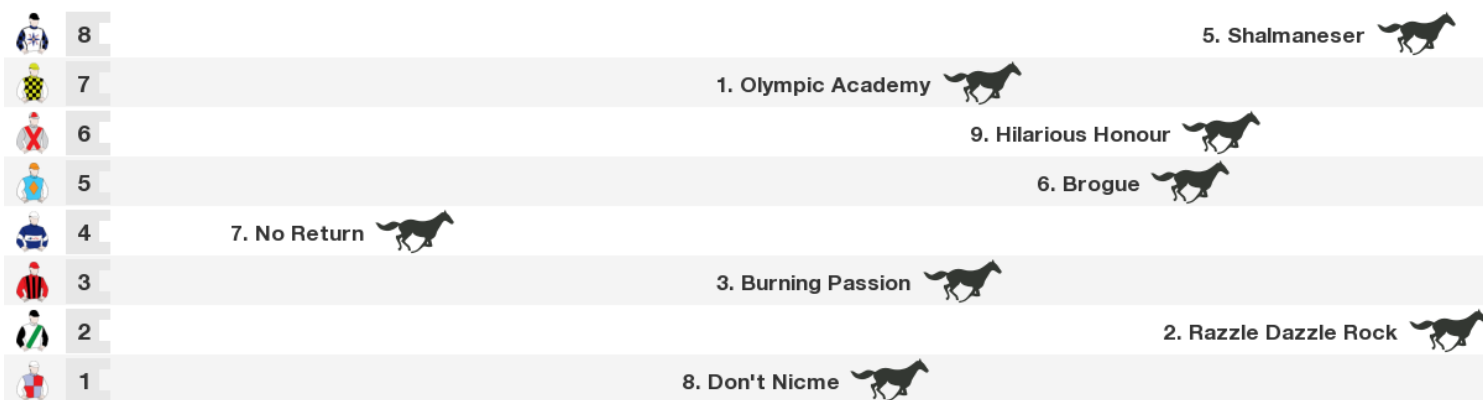 8 5. Shalmaneser
7 1. Olympic Academy
6 9. Hilarious Honour
5 6. Brogue
4 7. No Return
3 3. Burning Passion
2 2. Razzle Dazzle Rock
1 8. Don't Nicme